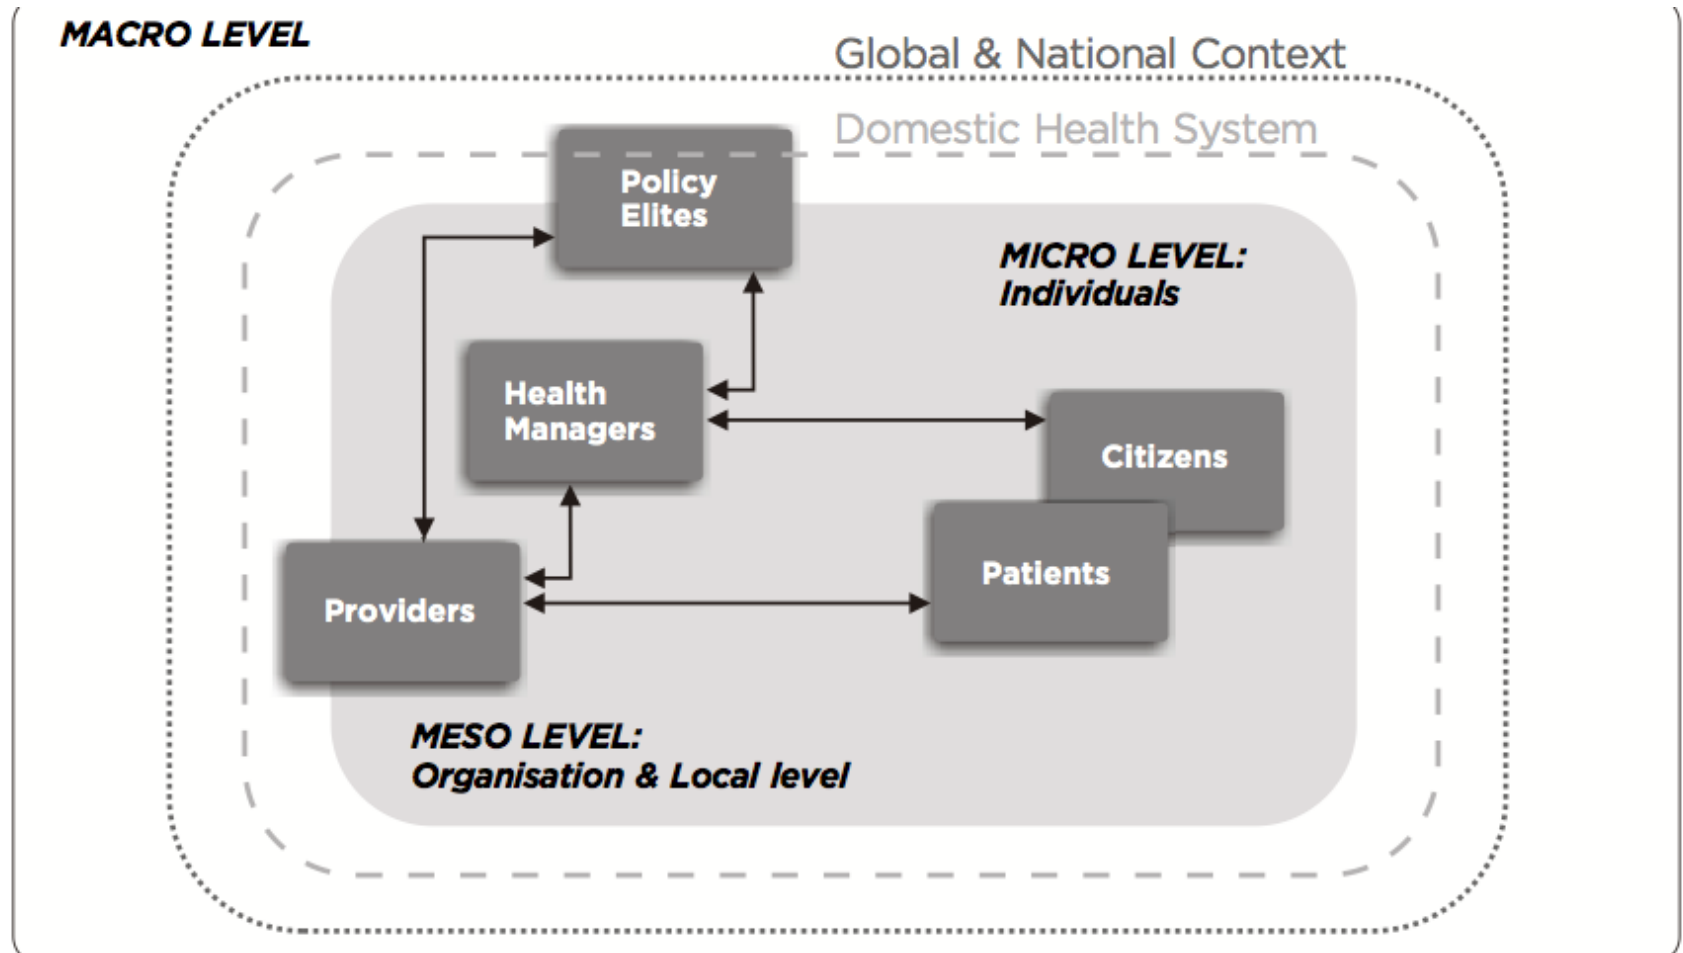 MACRO LEVEL
Global & National Context
Domestic Health System
Policy
Elites
MICRO LEVEL:
Individuals
Health
Managers
Citizens
Patients
Providers
MESO LEVEL:
Organisation & Local level